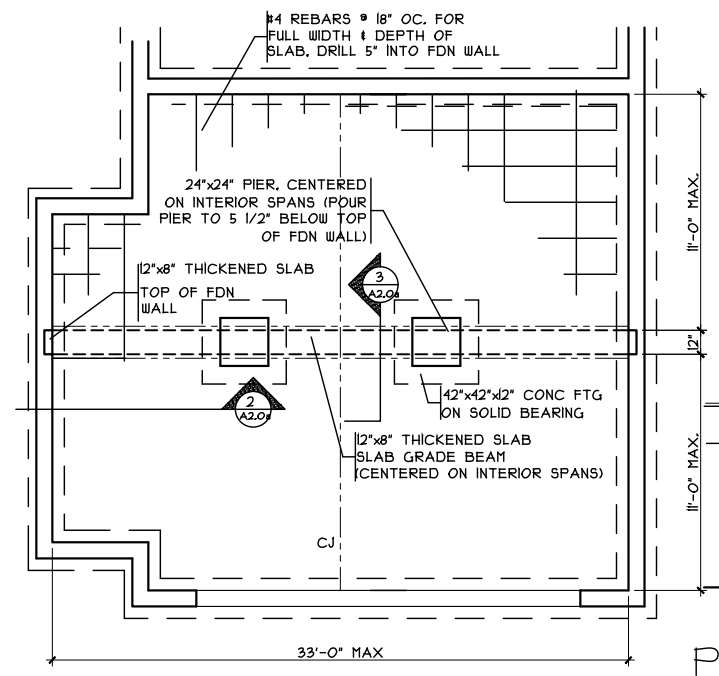 #4 REBARS @ 18" OC. FOR
FULL WIDTH & DEPTH OF
SLAB. DRILL 5" INTO FDN WALL
24"x24" PIER, CENTERED
ON INTERIOR SPANS (POUR
PIER TO 5 1/2" BELOW TOP
OF FDN WALL)
12"x8" THICKENED SLAB
TOP OF FDN
WALL
3
A2.0a
11'-0" MAX.
12"
2
A2.0a
42"x42"x12" CONC FTG
ON SOLID BEARING
12"x8" THICKENED SLAB
SLAB GRADE BEAM
(CENTERED ON INTERIOR SPANS)
11'-0" MAX.
CJ
33'-0" MAX
P